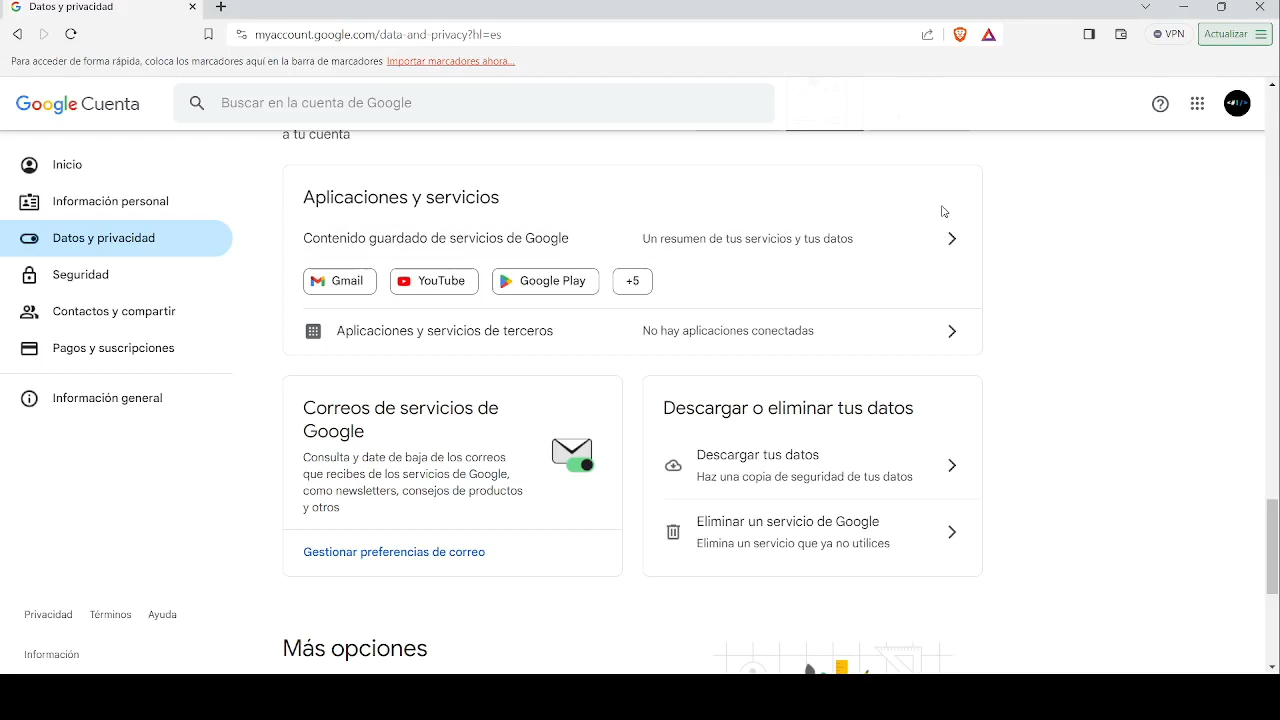 Datos y privacidad
myaccount.google.com/data-and-privacy?hl=es
VPN
Actualizar
Para acceder de forma rápida, coloca los marcadores aquí en la barra de marcadores Importar marcadores ahora...
Google Cuenta
Buscar en la cuenta de Google
<#!/>
a tu cuenta
Inicio
Información personal
Datos y privacidad
Seguridad
Contactos y compartir
Pagos y suscripciones
Información general
Privacidad Términos Ayuda
Información
Aplicaciones y servicios
Contenido guardado de servicios de Google
Un resumen de tus servicios y tus datos
Gmail
YouTube
Google Play
+5
Aplicaciones y servicios de terceros
No hay aplicaciones conectadas
Correos de servicios de
Google
Consulta y date de baja de los correos
que recibes de los servicios de Google,
como newsletters, consejos de productos
y otros
Gestionar preferencias de correo
Descargar o eliminar tus datos
Descargar tus datos
Haz una copia de seguridad de tus datos
Eliminar un servicio de Google
Elimina un servicio que ya no utilices
Más opciones